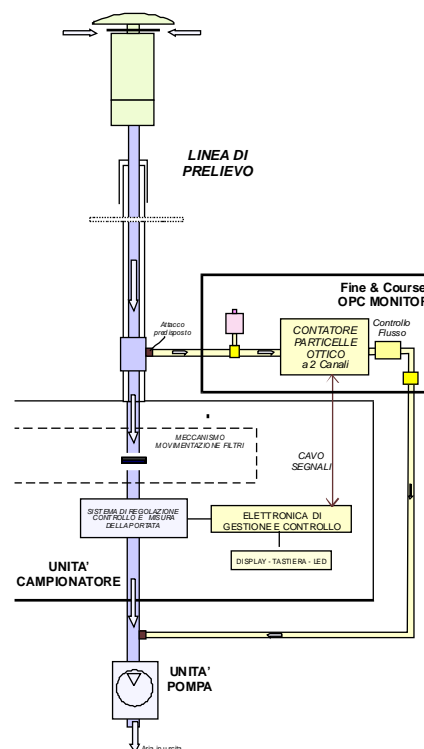 LINEA DI
PRELIEVO
Fine & Course
OPC MONITOR
Attacco
predisposto
CONTATORE
PARTICELLE
OTTICO
a 2 Canali
Controllo
Flusso
MECCANISMO
MOVIMENTAZIONE FILTRI
CAVO
SEGNALI
SISTEMA DI REGOLAZIONE
CONTROLLO E MISURA
DELLA PORTATA
ELETTRONICA DI
GESTIONE E CONTROLLO
DISPLAY - TASTIERA - LED
UNITA'
CAMPIONATORE
UNITA'
POMPA
Aria in uscita